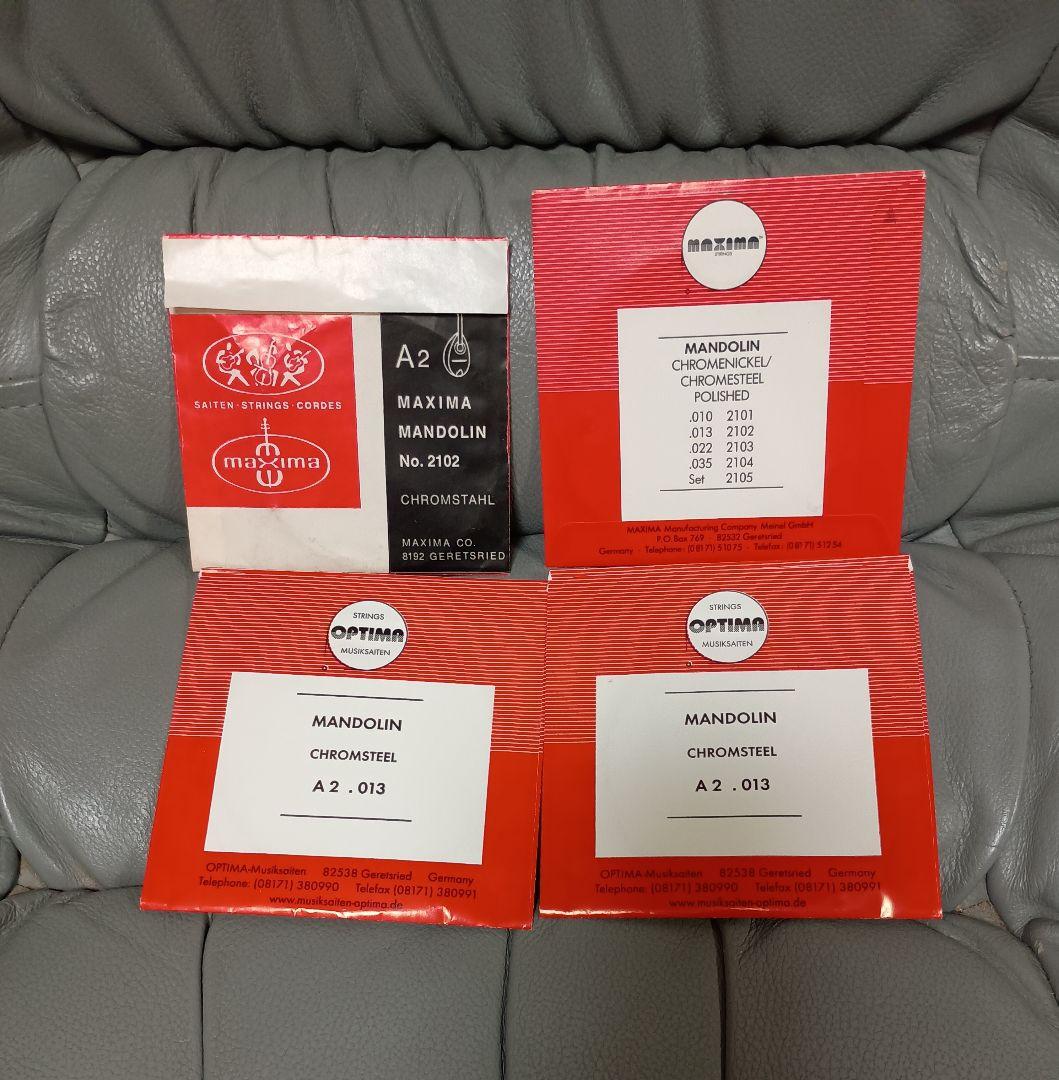 SAITEN·STRINGS·CORDES
maxima
A2
MAXIMA
MANDOLIN
No. 2102
CHROMSTAHL
MAXIMA CO.
8192 GERETSRIED
MAXIMA™
STRINGS
MANDOLIN
CHROMENICKEL/
CHROMESTEEL
POLISHED
.010 2101
.013 2102
.022 2103
.035 2104
Set 2105
MAXIMA Manufacturing Company Meinel GmbH
P.O. Box 769 · 82532 Geretsried
Germany · Telephone: (08171) 51075 · Telefax: (08171) 51254
STRINGS
OPTIMA
MUSIKSAITEN
MANDOLIN
CHROMSTEEL
A 2 .013
OPTIMA-Musiksaiten 82538 Geretsried Germany
Telephone: (08171) 380990 Telefax (08171) 380991
www.musiksaiten-optima.de
STRINGS
OPTIMA
MUSIKSAITEN
MANDOLIN
CHROMSTEEL
A 2 .013
OPTIMA-Musiksaiten 82538 Geretsried Germany
Telephone: (08171) 380990 Telefax (08171) 380991
www.musiksaiten-optima.de